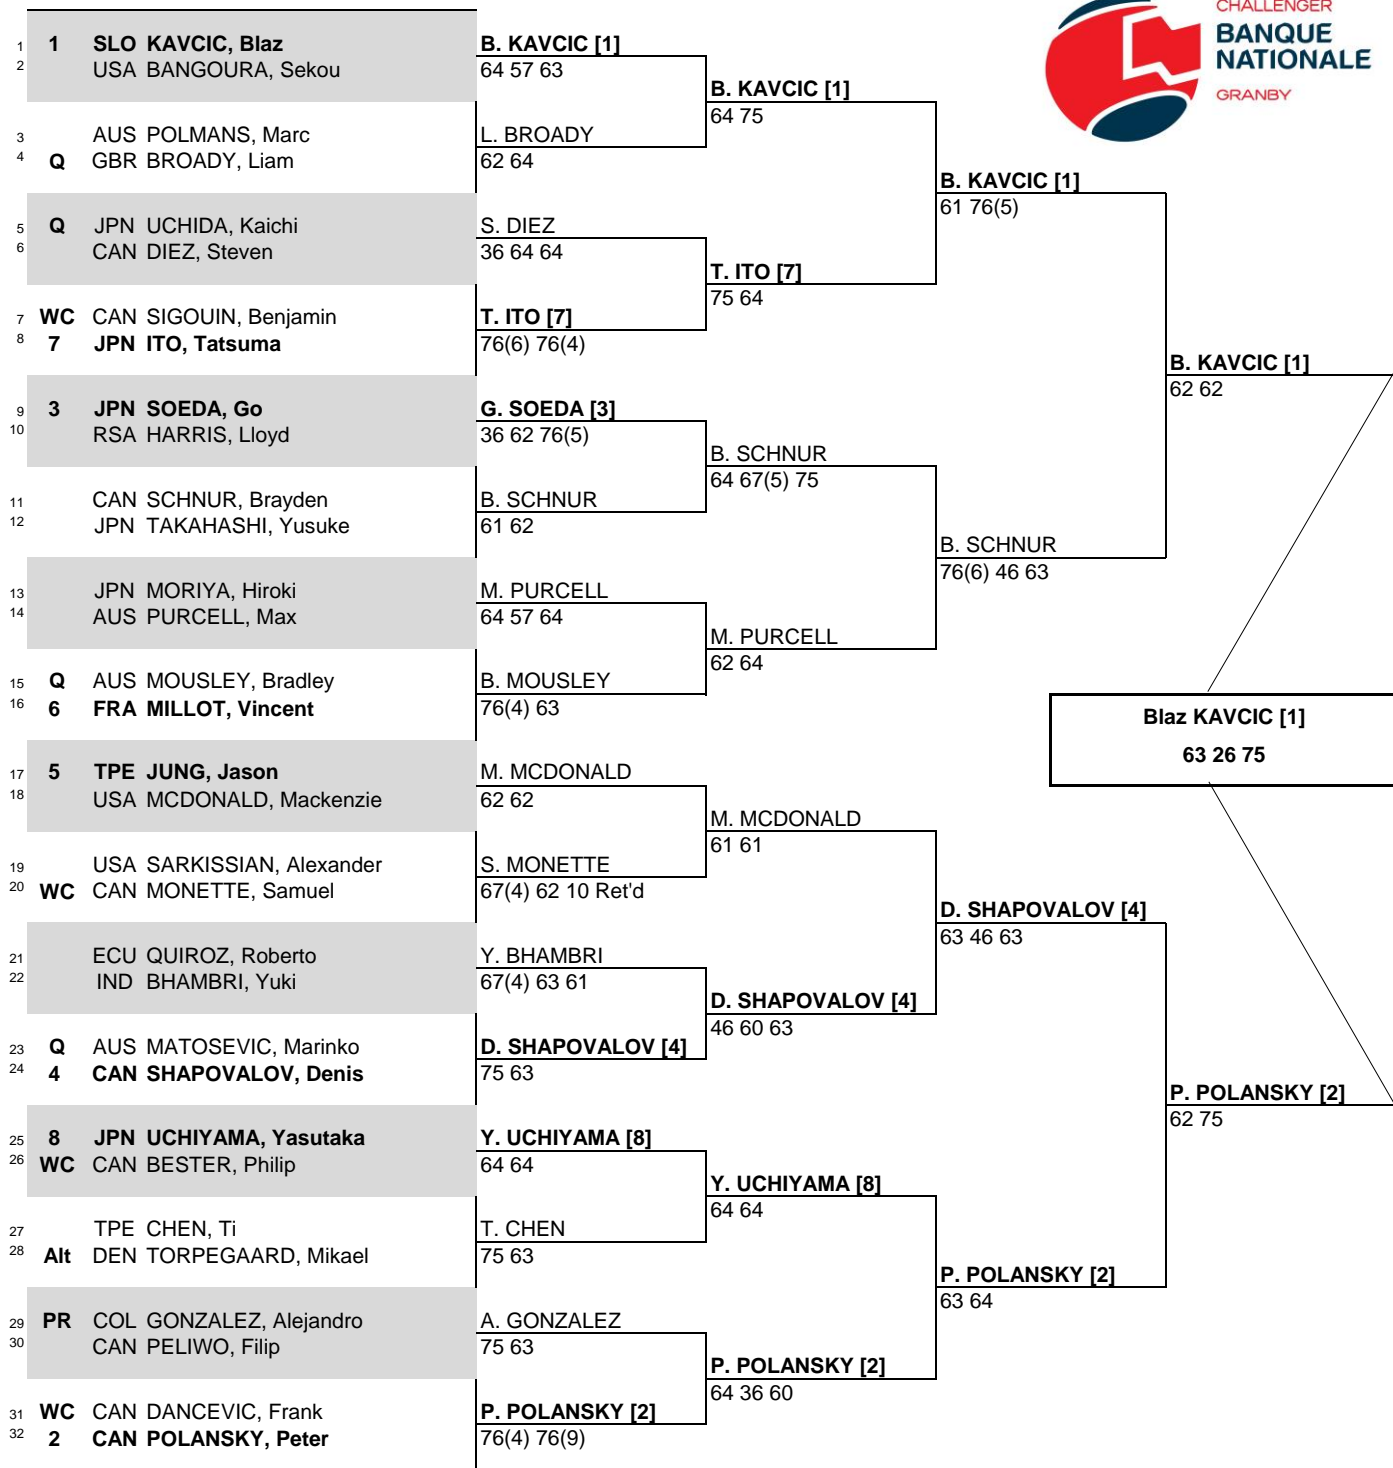 CHALLENGER
BANQUE
NATIONALE
GRANBY
1 1 SLO KAVCIC, Blaz
2 USA BANGOURA, Sekou
3 AUS POLMANS, Marc
4 Q GBR BROADY, Liam
5 Q JPN UCHIDA, Kaichi
6 CAN DIEZ, Steven
7 WC CAN SIGOUIN, Benjamin
8 7 JPN ITO, Tatsuma
9 3 JPN SOEDA, Go
10 RSA HARRIS, Lloyd
11 CAN SCHNUR, Brayden
12 JPN TAKAHASHI, Yusuke
13 JPN MORIYA, Hiroki
14 AUS PURCELL, Max
15 Q AUS MOUSLEY, Bradley
16 6 FRA MILLOT, Vincent
17 5 TPE JUNG, Jason
18 USA MCDONALD, Mackenzie
19 USA SARKISSIAN, Alexander
20 WC CAN MONETTE, Samuel
21 ECU QUIROZ, Roberto
22 IND BHAMBRI, Yuki
23 Q AUS MATOSEVIC, Marinko
24 4 CAN SHAPOVALOV, Denis
25 8 JPN UCHIYAMA, Yasutaka
26 WC CAN BESTER, Philip
27 TPE CHEN, Ti
28 Alt DEN TORPEGAARD, Mikael
29 PR COL GONZALEZ, Alejandro
30 CAN PELIWO, Filip
31 WC CAN DANCEVIC, Frank
32 2 CAN POLANSKY, Peter
B. KAVCIC [1]
64 57 63
L. BROADY
62 64
S. DIEZ
36 64 64
T. ITO [7]
76(6) 76(4)
G. SOEDA [3]
36 62 76(5)
B. SCHNUR
61 62
M. PURCELL
64 57 64
B. MOUSLEY
76(4) 63
M. MCDONALD
62 62
S. MONETTE
67(4) 62 10 Ret'd
Y. BHAMBRI
67(4) 63 61
D. SHAPOVALOV [4]
75 63
Y. UCHIYAMA [8]
64 64
T. CHEN
75 63
A. GONZALEZ
75 63
P. POLANSKY [2]
76(4) 76(9)
B. KAVCIC [1]
64 75
T. ITO [7]
75 64
B. SCHNUR
64 67(5) 75
M. PURCELL
62 64
M. MCDONALD
61 61
D. SHAPOVALOV [4]
46 60 63
Y. UCHIYAMA [8]
64 64
P. POLANSKY [2]
64 36 60
B. KAVCIC [1]
61 76(5)
B. SCHNUR
76(6) 46 63
D. SHAPOVALOV [4]
63 46 63
P. POLANSKY [2]
63 64
B. KAVCIC [1]
62 62
P. POLANSKY [2]
62 75
Blaz KAVCIC [1]
63 26 75